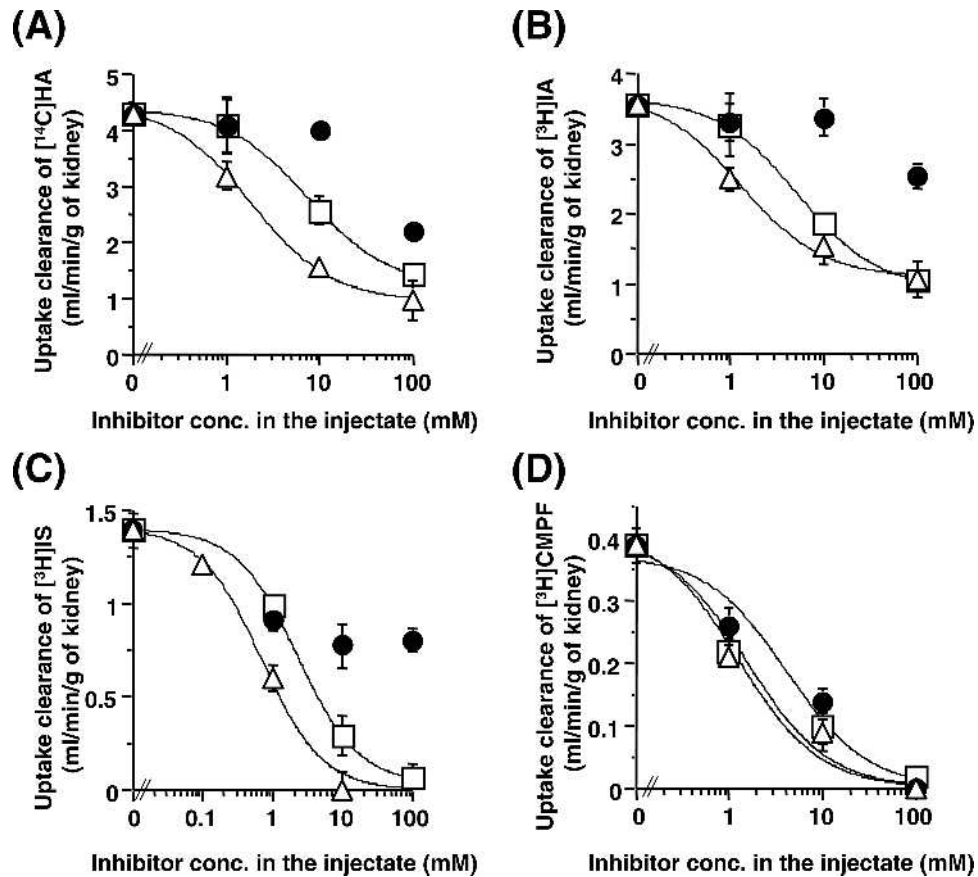 (A)
Uptake clearance of [¹⁴C]HA
(ml/min/g of kidney)
5
4
3
2
1
0
0
1
10
100
Inhibitor conc. in the injectate (mM)
(B)
Uptake clearance of [³H]IA
(ml/min/g of kidney)
4
3
2
1
0
0
1
10
100
Inhibitor conc. in the injectate (mM)
(C)
Uptake clearance of [³H]IS
(ml/min/g of kidney)
1.5
1
0.5
0
0
0.1
1
10
100
Inhibitor conc. in the injectate (mM)
(D)
Uptake clearance of [³H]CMPF
(ml/min/g of kidney)
0.4
0.3
0.2
0.1
0
0
1
10
100
Inhibitor conc. in the injectate (mM)